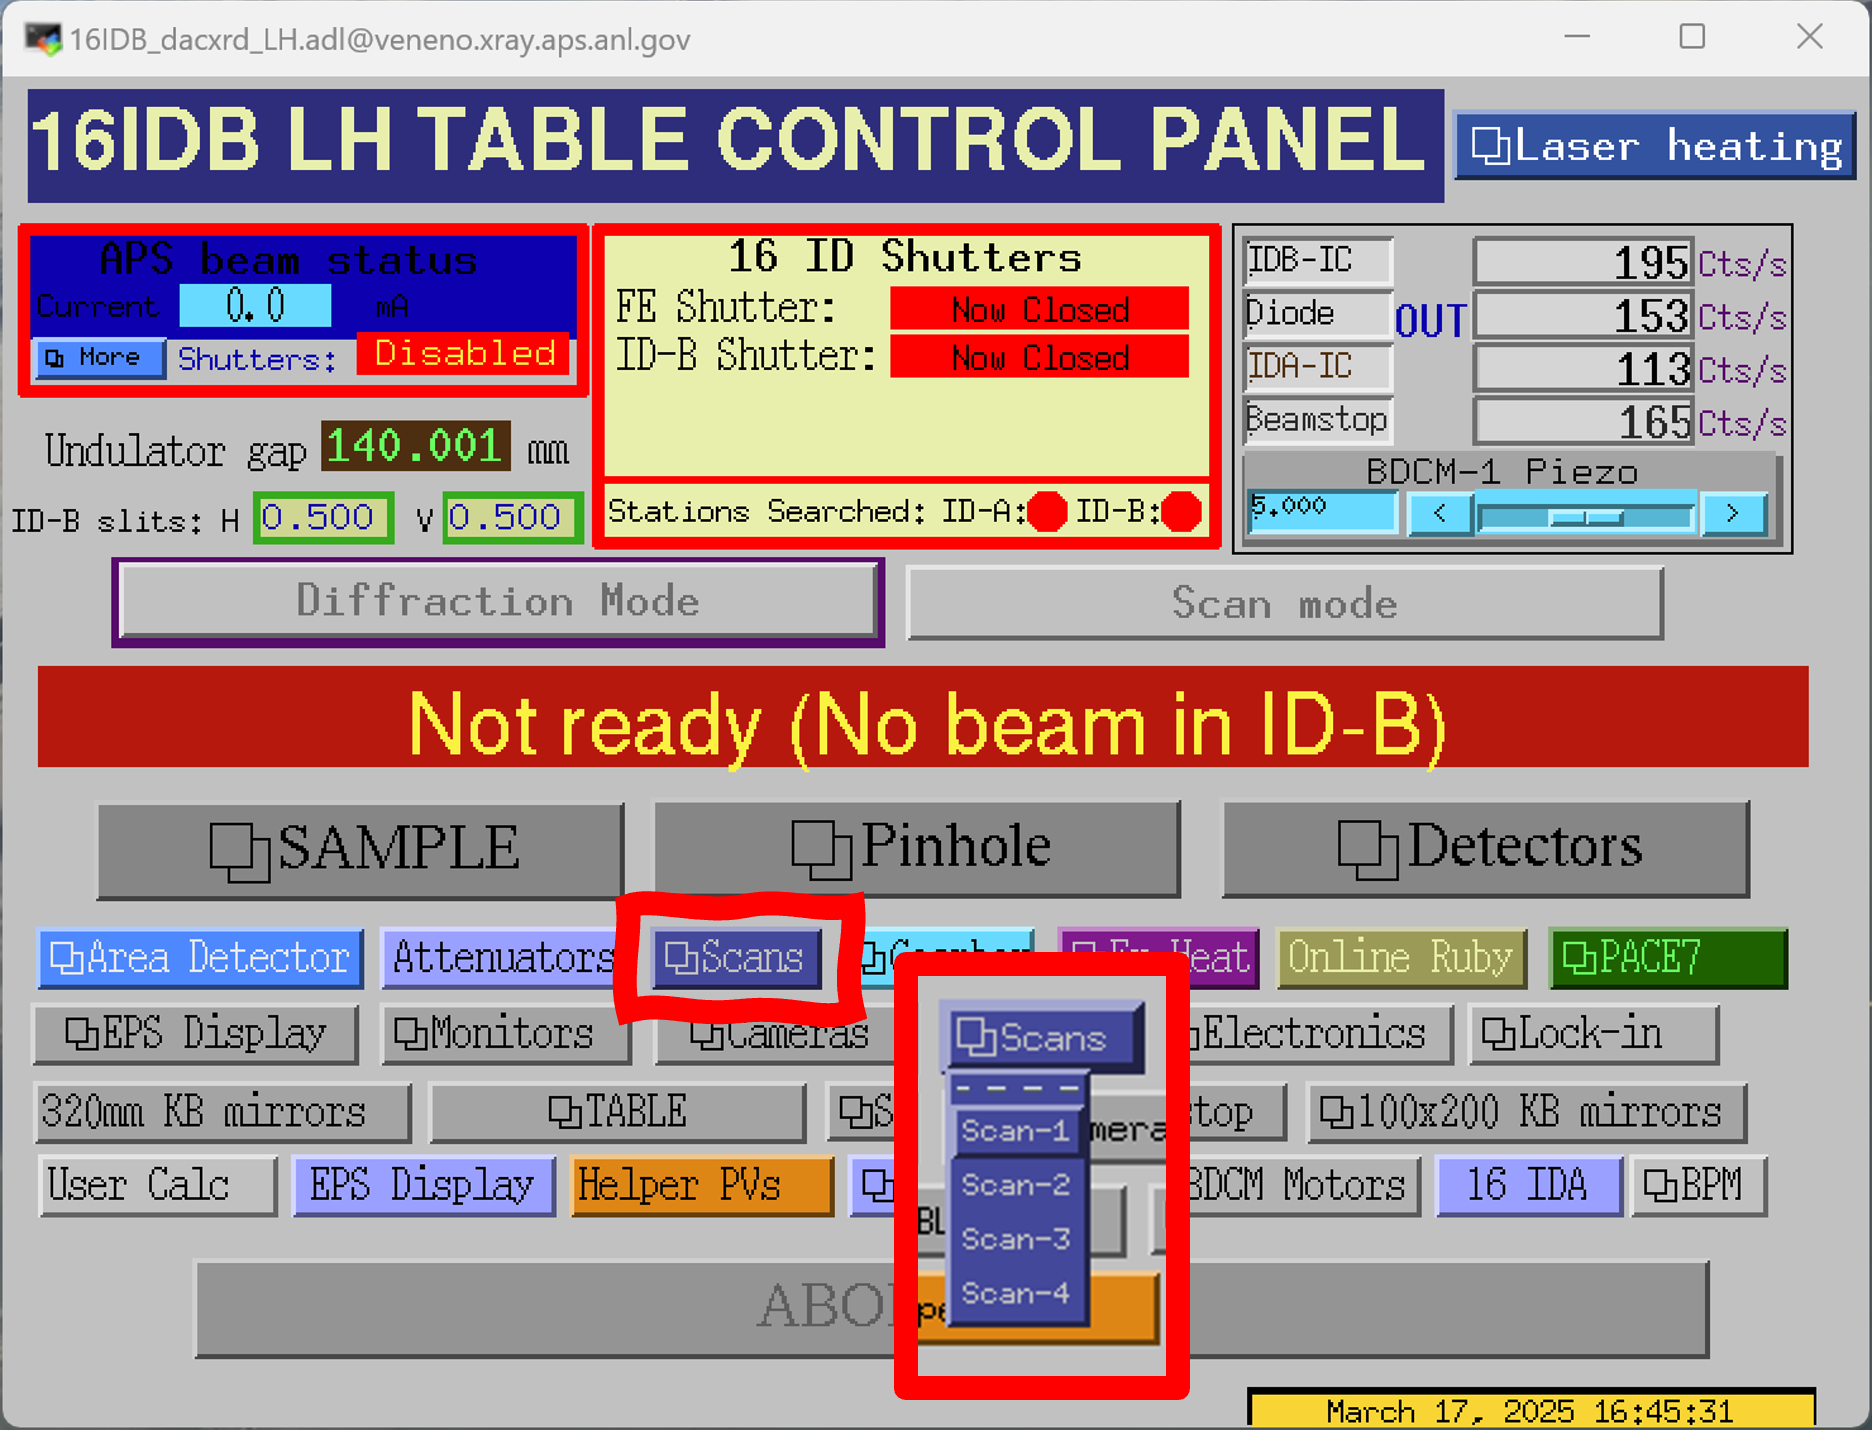 16IDB_dacxrd_LH.adl@veneno.xray.aps.anl.gov
16IDB LH TABLE CONTROL PANEL
Laser heating
APS beam status
Current 0.0 mA
More Shutters: Disabled
16 ID Shutters
FE Shutter: Now Closed
ID-B Shutter: Now Closed
Stations Searched: ID-A: ID-B:
IDB-IC 195 Cts/s
Diode OUT 153 Cts/s
IDA-IC 113 Cts/s
Beamstop 165 Cts/s
BDCM-1 Piezo
5.000 < >
Undulator gap 140.001 mm
ID-B slits: H 0.500 V 0.500
Diffraction Mode Scan mode
Not ready (No beam in ID-B)
SAMPLE Pinhole Detectors
Area Detector Attenuators Scans Heat Online Ruby PACE7
EPS Display Monitors Cameras Electronics Lock-in
320mm KB mirrors TABLE S top 100x200 KB mirrors
User Calc EPS Display Helper PVs BDCM Motors 16 IDA BPM
ABO
Scans
Scan-1 mera
Scan-2
BL Scan-3
Scan-4
pe
March 17, 2025 16:45:31